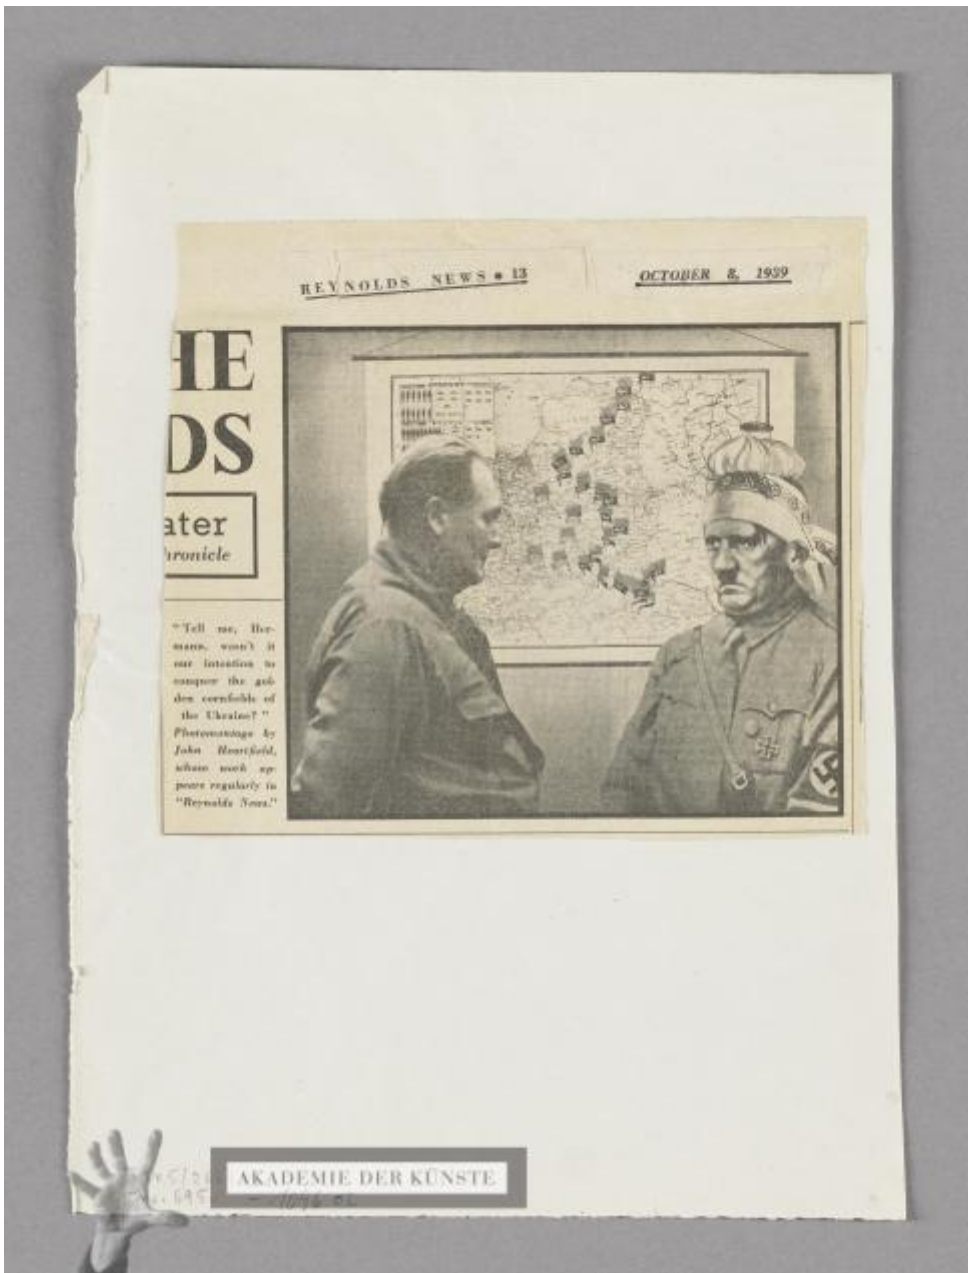 REYNOLDS NEWS • 13
OCTOBER 8, 1939
HE
DS
ater
hronicle
"Tell me, Her-
mann, wasn't it
our intention to
conquer the gol-
den cornfields of
the Ukraine?"
Photomontage by
John Heartfield,
whose work ap-
pears regularly in
"Reynolds News."
AKADEMIE DER KÜNSTE